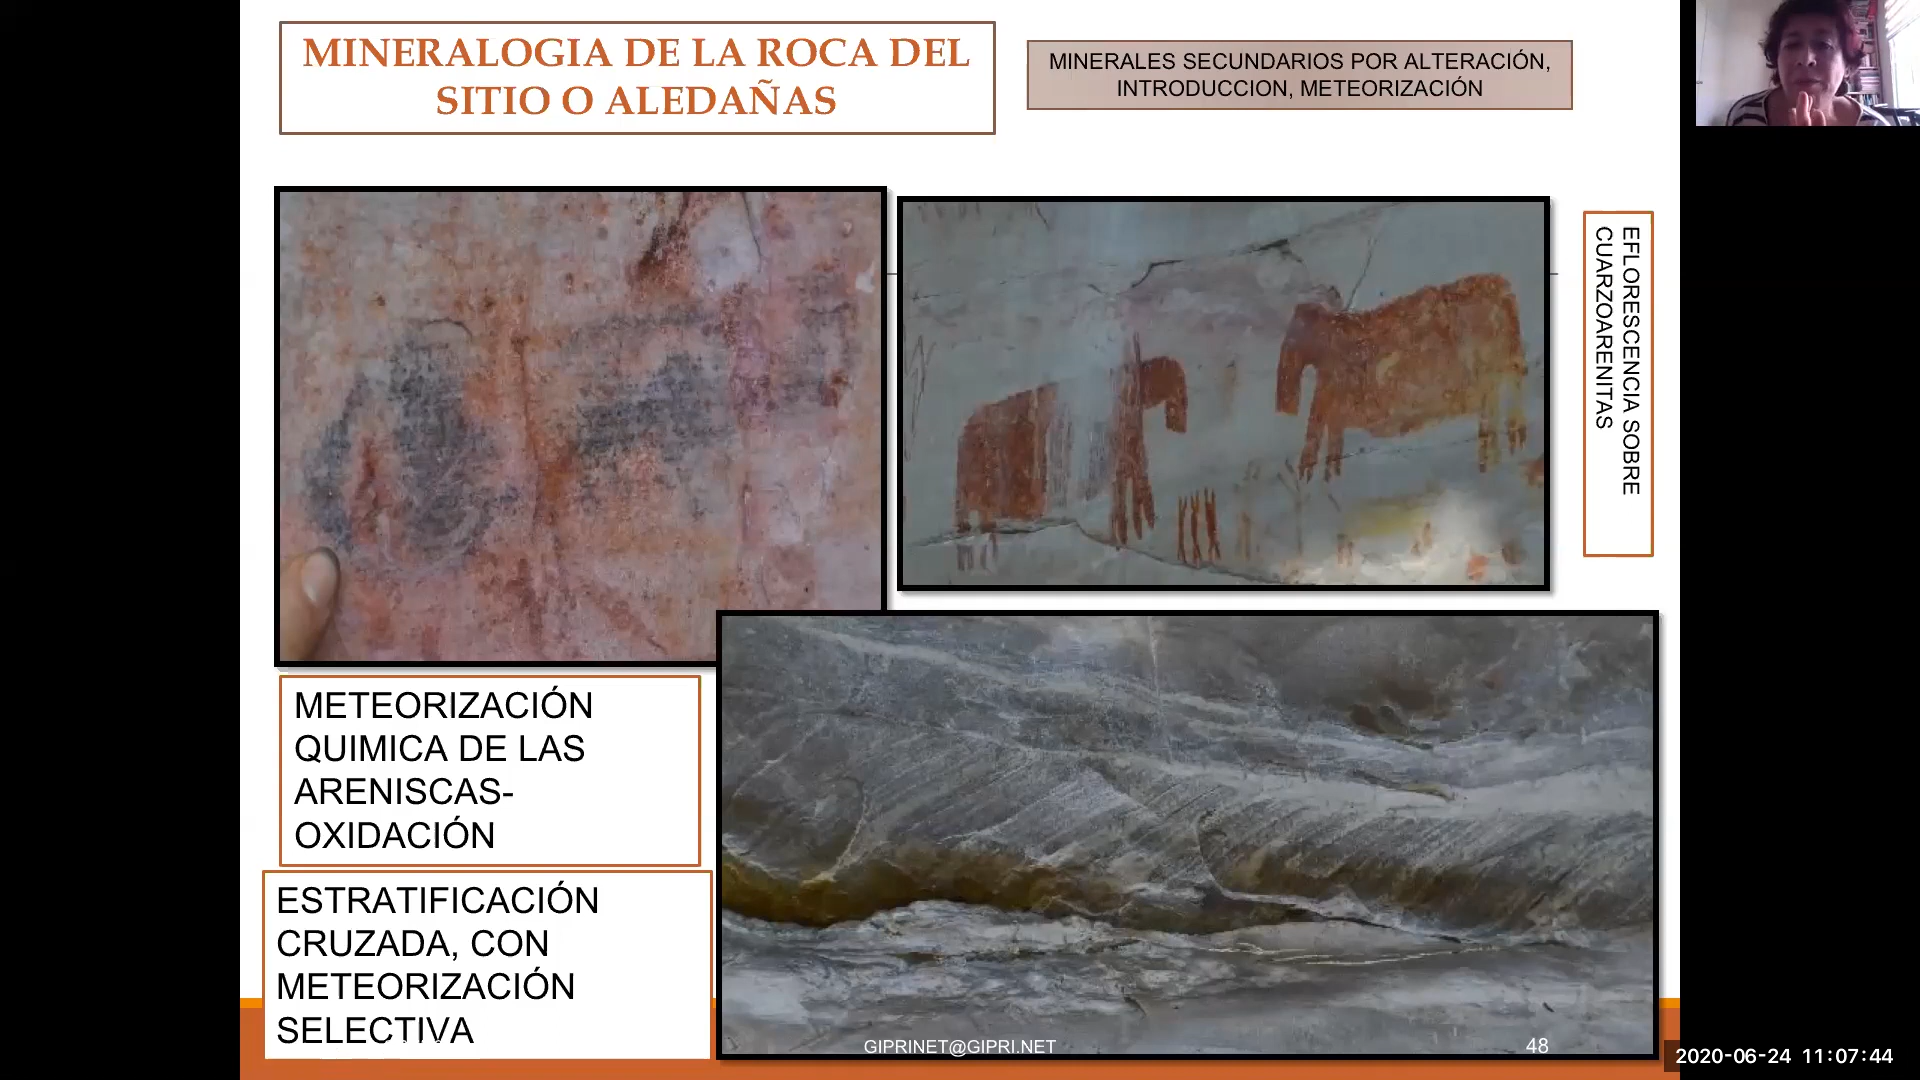 MINERALOGIA DE LA ROCA DEL
SITIO O ALEDAÑAS
MINERALES SECUNDARIOS POR ALTERACIÓN,
INTRODUCCION, METEORIZACIÓN
EFLORESCENCIA SOBRE
CUARZOARENITAS
METEORIZACIÓN
QUIMICA DE LAS
ARENISCAS-
OXIDACIÓN
ESTRATIFICACIÓN
CRUZADA, CON
METEORIZACIÓN
SELECTIVA
GIPRINET@GIPRI.NET
48
2020-06-24 11:07:44